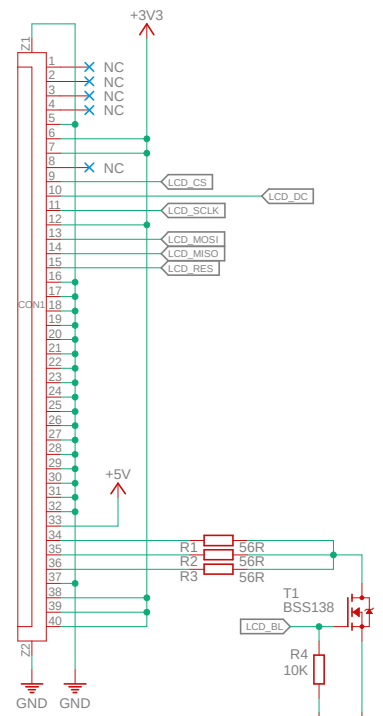 +3V3
Z1
1 NC
2 NC
3 NC
4 NC
5
6
7
8 NC
9 LCD_CS
10 LCD_DC
11 LCD_SCLK
12
13 LCD_MOSI
14 LCD_MISO
15 LCD_RES
16
17
CON1 18
19
20
21
22
23
24
25
26
27
28
29
30
+5V
31
32
33
34
R1 56R
35
R2 56R
36
R3 56R
37
38
39
40
T1
BSS138
LCD_BL
R4
10K
Z2
GND GND